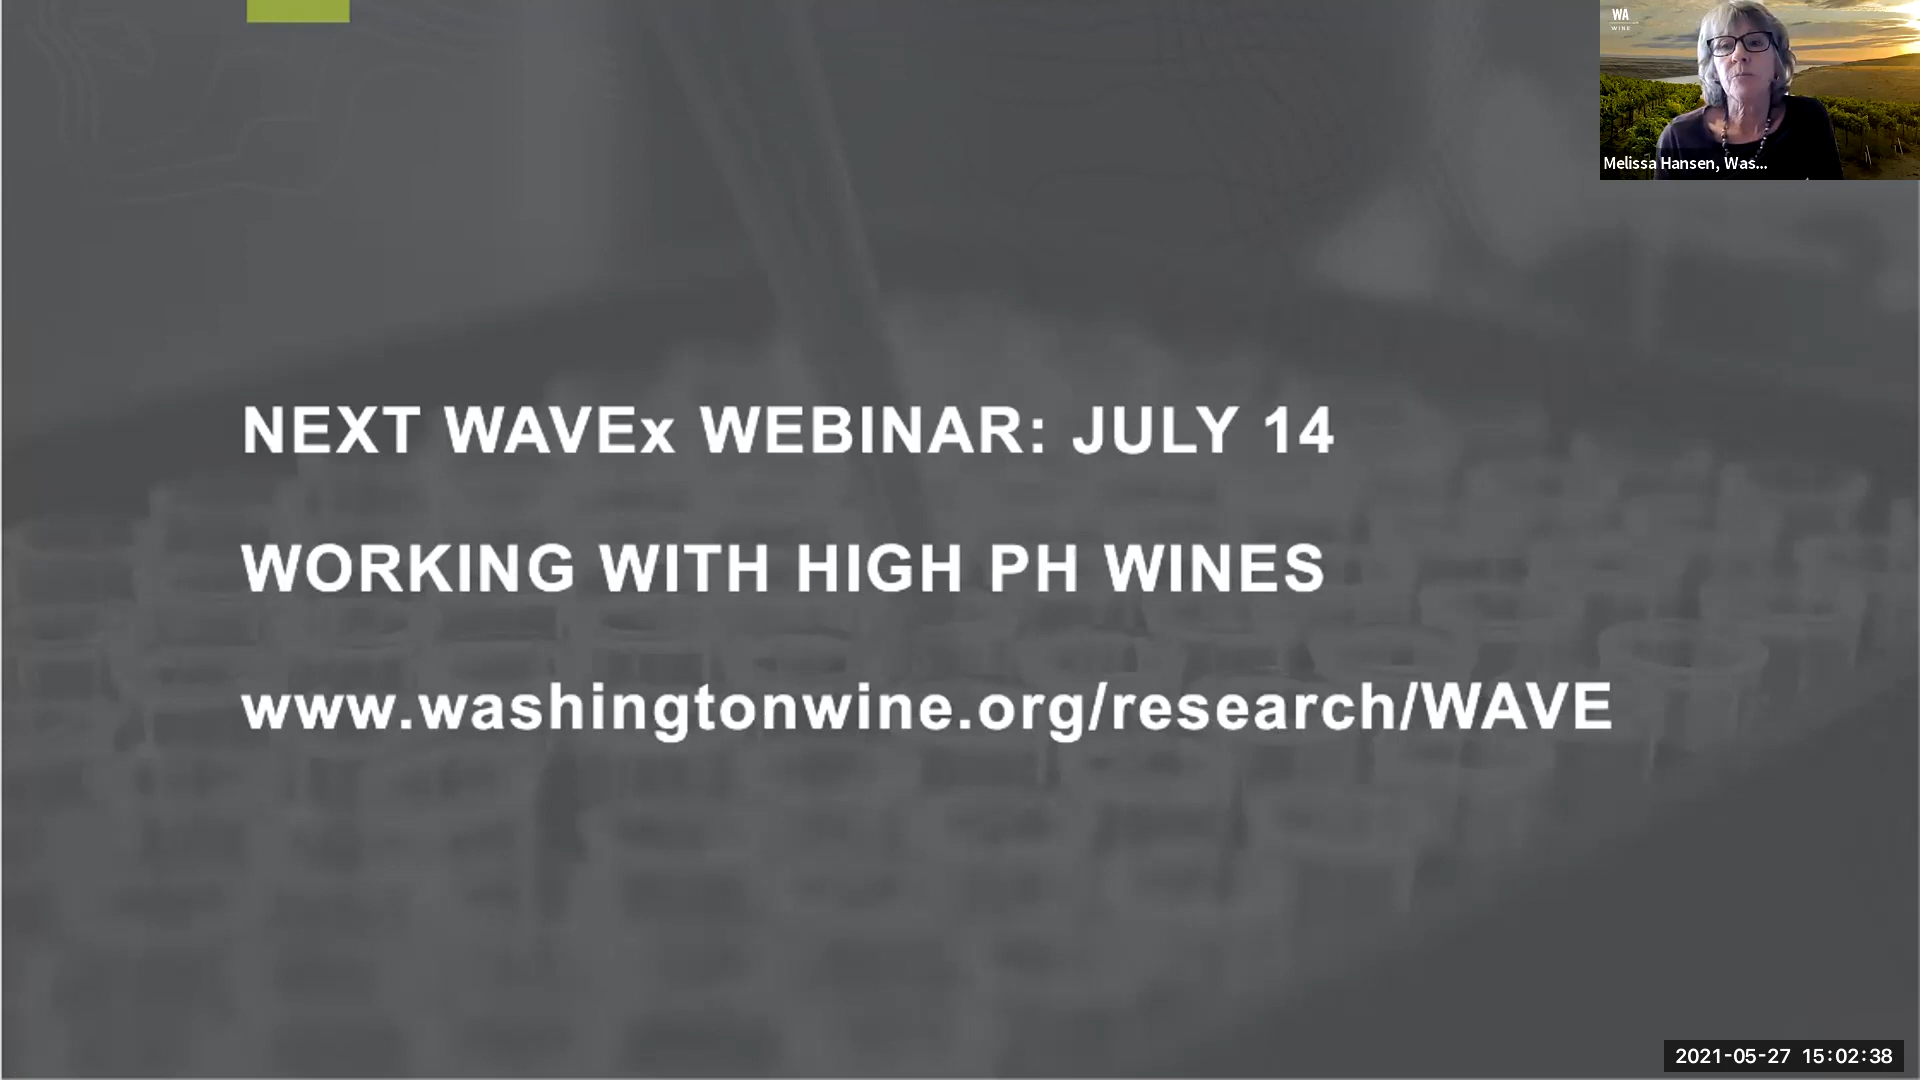 WA
WINE
Melissa Hansen, Was...
NEXT WAVEx WEBINAR: JULY 14
WORKING WITH HIGH PH WINES
www.washingtonwine.org/research/WAVE
2021-05-27 15:02:38